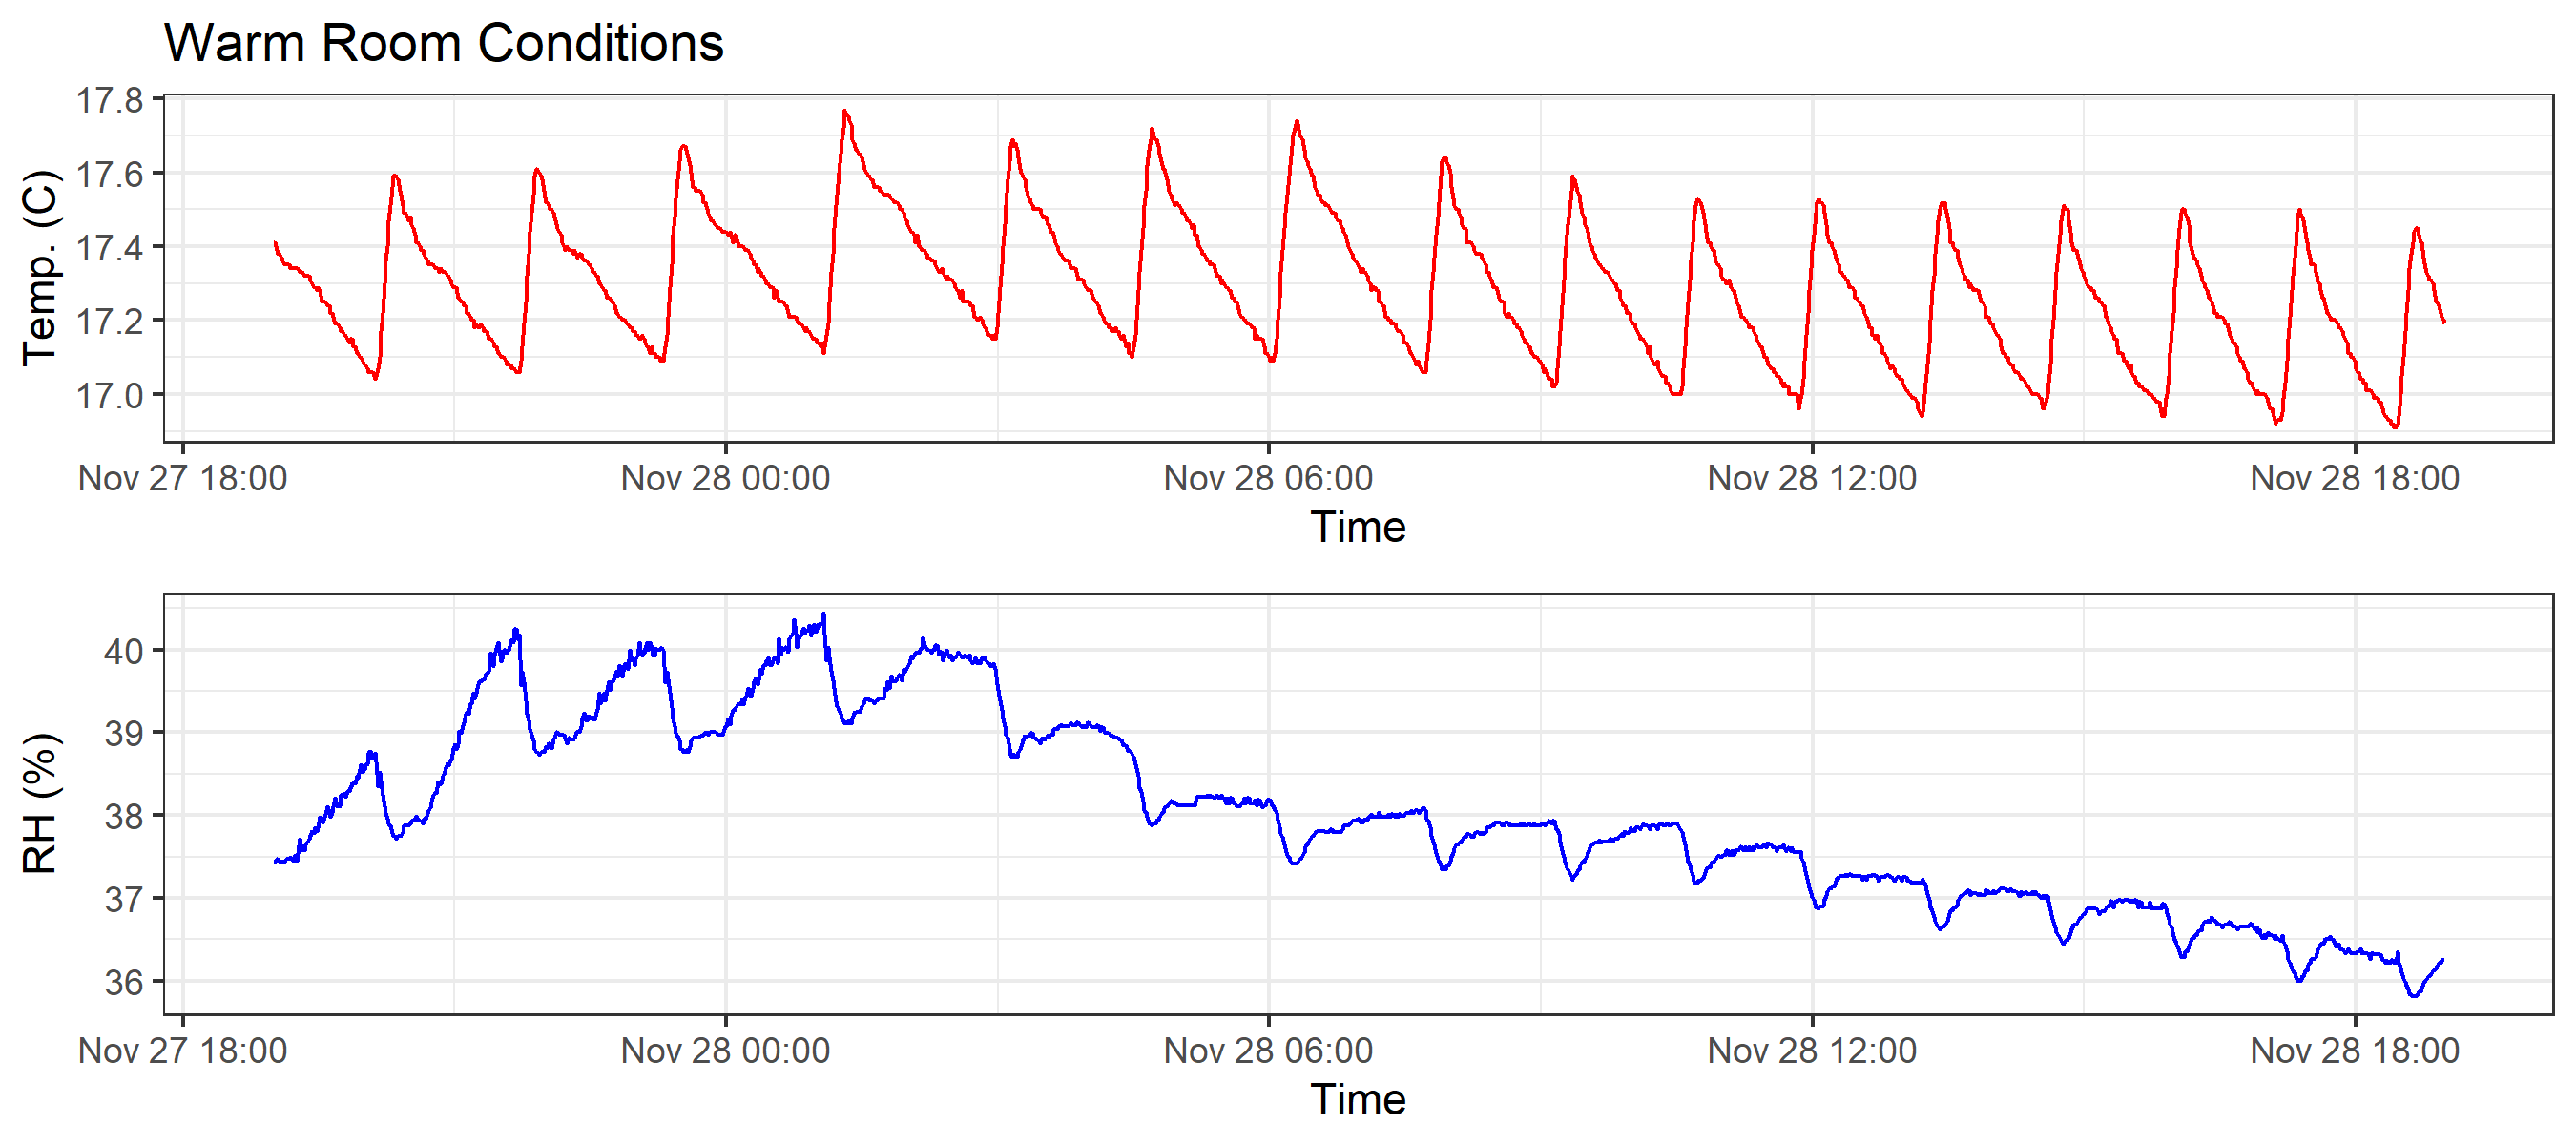 Warm Room Conditions
Temp. (C)
17.8
17.6
17.4
17.2
17.0
Nov 27 18:00 Nov 28 00:00 Nov 28 06:00 Nov 28 12:00 Nov 28 18:00
Time
RH (%)
40
39
38
37
36
Nov 27 18:00 Nov 28 00:00 Nov 28 06:00 Nov 28 12:00 Nov 28 18:00
Time